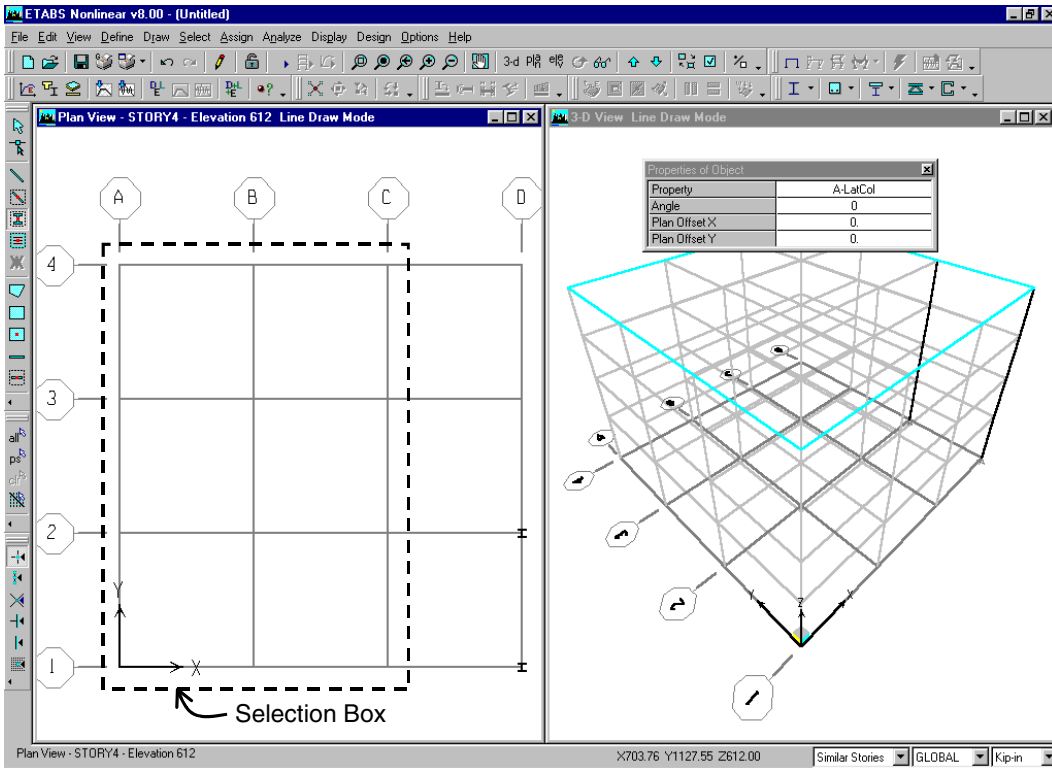 ETABS Nonlinear v8.00 - (Untitled)
File Edit View Define Draw Select Assign Analyze Display Design Options Help
3-d
Plan View - STORY4 - Elevation 612 Line Draw Mode
3-D View Line Draw Mode
Properties of Object
Property A-LatCol
Angle 0
Plan Offset X 0.
Plan Offset Y 0.
A B C D
4
3
2
1
Y
X
Selection Box
Y Z X
2
1
all
ps
clr
Plan View - STORY4 - Elevation 612
X703.76 Y1127.55 Z612.00
Similar Stories
GLOBAL
Kip-in